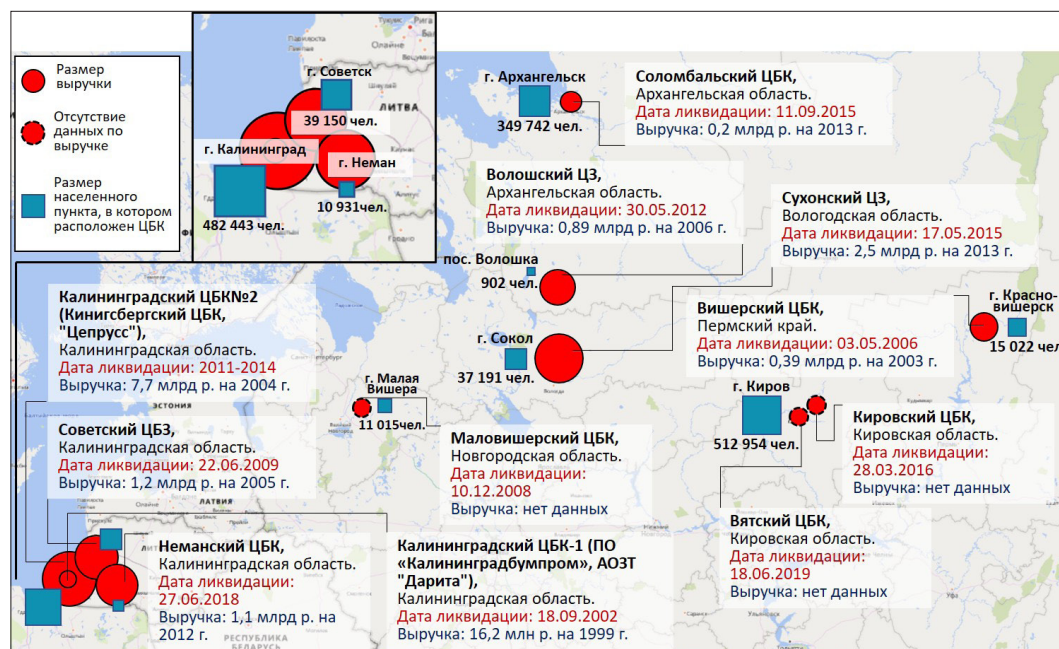 Размер
выручки
Отсутствие
данных по
выручке
Размер
населенного
пункта, в котором
расположен ЦБК
г. Советск
39 150 чел.
ЛИТВА
г. Калининград
г. Неман
10 931чел.
482 443 чел.
г. Архангельск
349 742 чел.
Соломбальский ЦБК,
Архангельская область.
Дата ликвидации: 11.09.2015
Выручка: 0,2 млрд р. на 2013 г.
Волошский ЦЗ,
Архангельская область.
Дата ликвидации: 30.05.2012
Выручка: 0,89 млрд р. на 2006 г.
Сухонский ЦЗ,
Вологодская область.
Дата ликвидации: 17.05.2015
Выручка: 2,5 млрд р. на 2013 г.
пос. Волошка
902 чел.
г. Сокол
37 191 чел.
Вишерский ЦБК,
Пермский край.
Дата ликвидации: 03.05.2006
Выручка: 0,39 млрд р. на 2003 г.
г. Красно-
вишерск
15 022 чел
Калининградский ЦБК№2
(Кинигсбергский ЦБК,
"Цепрусс"),
Калининградская область.
Дата ликвидации: 2011-2014
Выручка: 7,7 млрд р. на 2004 г.
ЭСТОНИЯ
Советский ЦБЗ,
Калининградская область.
Дата ликвидации: 22.06.2009
Выручка: 1,2 млрд р. на 2005 г.
ЛАТВИЯ
г. Малая
Вишера
11 015чел.
Маловишерский ЦБК,
Новгородская область.
Дата ликвидации:
10.12.2008
Выручка: нет данных
г. Киров
512 954 чел.
Кировский ЦБК,
Кировская область.
Дата ликвидации:
28.03.2016
Выручка: нет данных
Вятский ЦБК,
Кировская область.
Дата ликвидации:
18.06.2019
Выручка: нет данных
Неманский ЦБК,
Калининградская область.
Дата ликвидации:
27.06.2018
Выручка: 1,1 млрд р. на
2012 г.
Калининградский ЦБК-1 (ПО
«Калининградбумпром», АОЗТ
"Дарита"),
Калининградская область.
Дата ликвидации: 18.09.2002
Выручка: 16,2 млн р. на 1999 г.
РЕСПУБЛИКА
БЕЛАРУСЬ